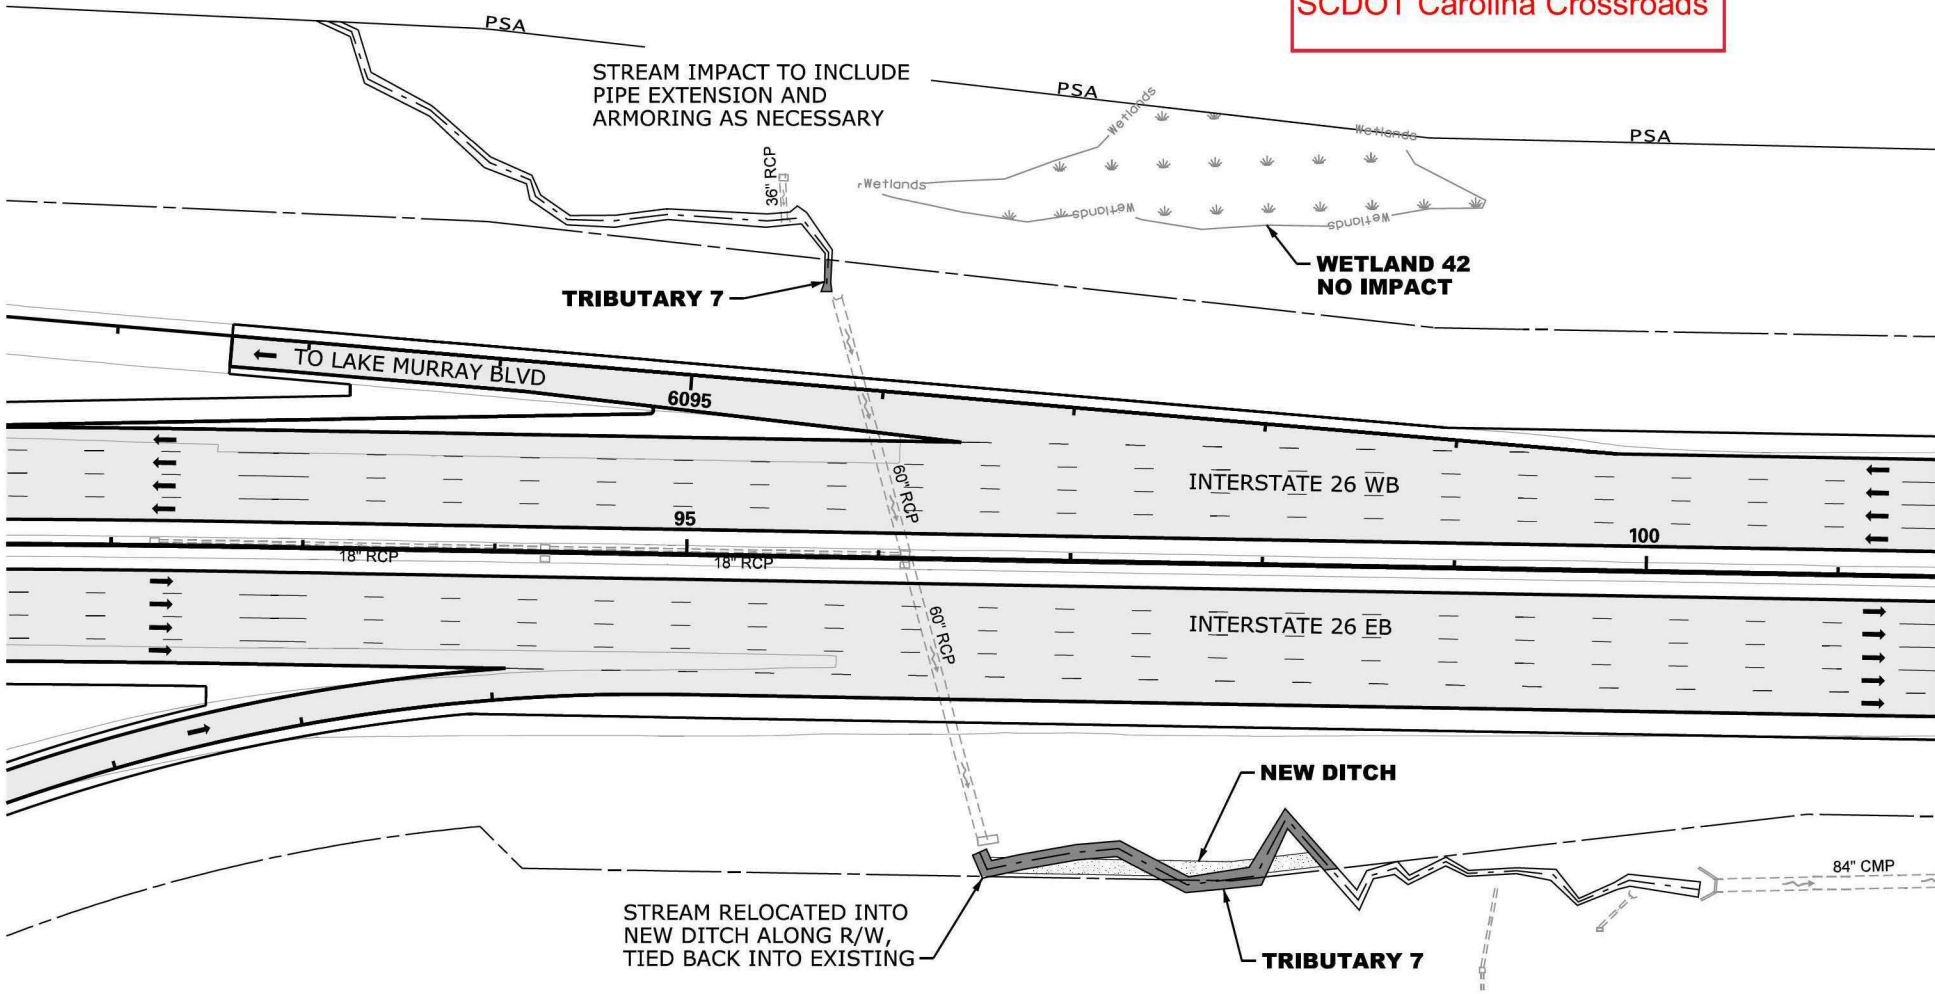 SCDOT Carolina Crossroads
PSA
STREAM IMPACT TO INCLUDE
PIPE EXTENSION AND
ARMORING AS NECESSARY
PSA
Wetlands
Wetlands
PSA
36" RCP
Wetlands
Wetlands
Wetlands
WETLAND 42
NO IMPACT
TRIBUTARY 7
TO LAKE MURRAY BLVD
6095
60" RCP
INTERSTATE 26 WB
95
100
18" RCP
18" RCP
60" RCP
INTERSTATE 26 EB
NEW DITCH
84" CMP
STREAM RELOCATED INTO
NEW DITCH ALONG R/W,
TIED BACK INTO EXISTING
TRIBUTARY 7